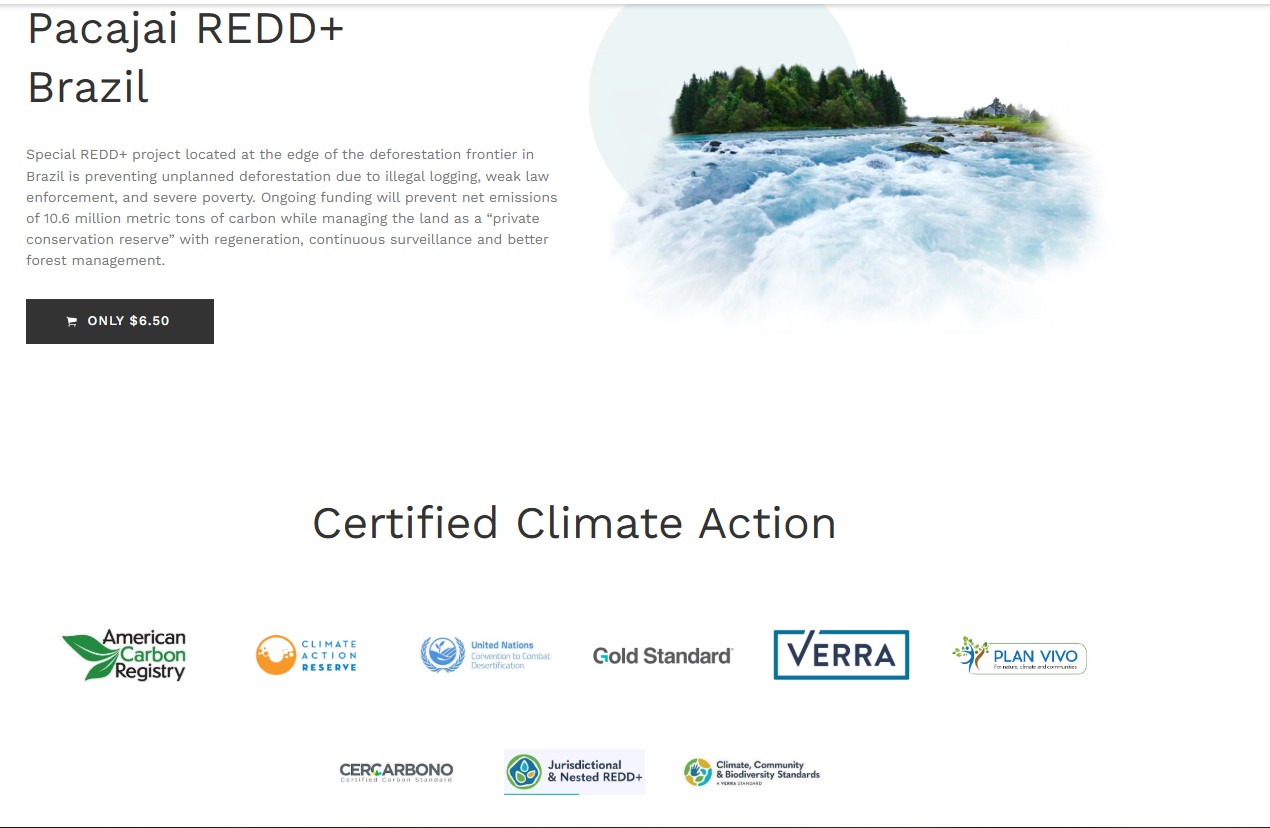 Pacajai REDD+
Brazil
Special REDD+ project located at the edge of the deforestation frontier in
Brazil is preventing unplanned deforestation due to illegal logging, weak law
enforcement, and severe poverty. Ongoing funding will prevent net emissions
of 10.6 million metric tons of carbon while managing the land as a “private
conservation reserve” with regeneration, continuous surveillance and better
forest management.
ONLY $6.50
Certified Climate Action
American
Carbon
Registry
CLIMATE
ACTION
RESERVE
United Nations
Convention to Combat
Desertification
Gold Standard
VERRA
PLAN VIVO
For nature, climate and communities
CERCARBONO
Certified Carbon Standard
Jurisdictional
& Nested REDD+
Climate, Community
& Biodiversity Standards
A VERRA STANDARD